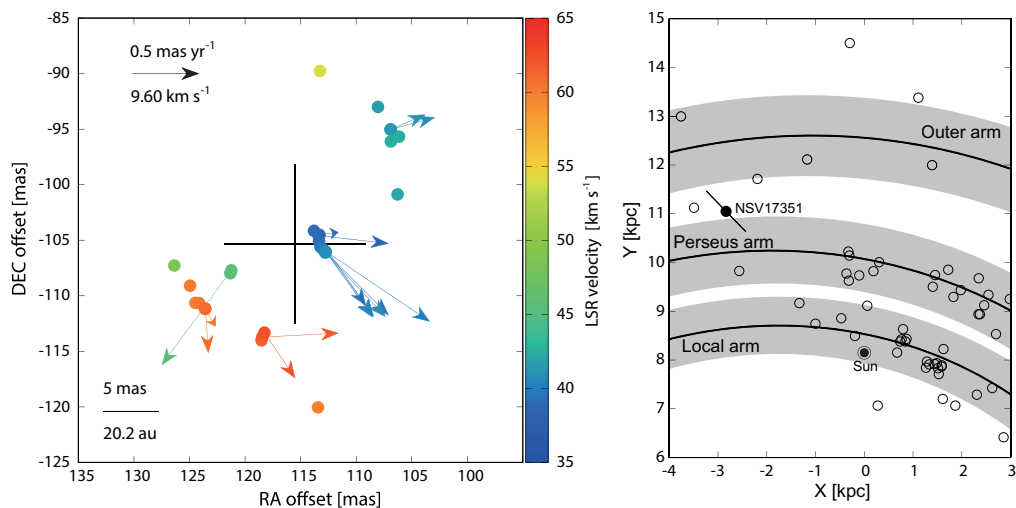 0.5 mas yr⁻¹
9.60 km s⁻¹
5 mas
20.2 au
-85
-90
-95
-100
-105
-110
-115
-120
-125
DEC offset [mas]
135 130 125 120 115 110 105 100
RA offset [mas]
65
60
55
50
45
40
35
LSR velocity [km s⁻¹]
15
14
13
12
11
10
9
8
7
6
Y [kpc]
Outer arm
NSV17351
Perseus arm
Local arm
Sun
-4 -3 -2 -1 0 1 2 3
X [kpc]